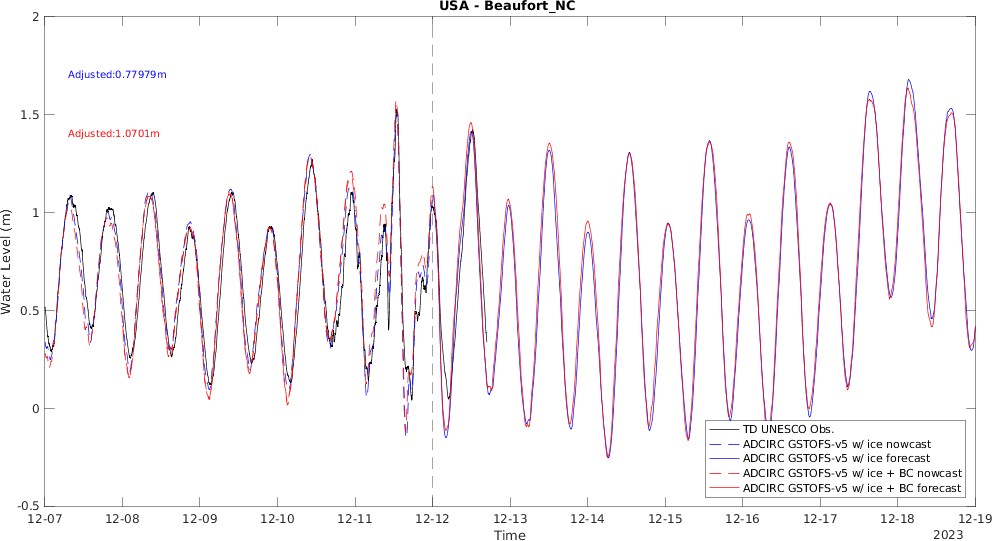 USA - Beaufort_NC
2
1.5
1
0.5
0
-0.5
Water Level (m)
Adjusted:0.77979m
Adjusted:1.0701m
TD UNESCO Obs.
ADCIRC GSTOFS-v5 w/ ice nowcast
ADCIRC GSTOFS-v5 w/ ice forecast
ADCIRC GSTOFS-v5 w/ ice + BC nowcast
ADCIRC GSTOFS-v5 w/ ice + BC forecast
12-07 12-08 12-09 12-10 12-11 12-12 12-13 12-14 12-15 12-16 12-17 12-18 12-19
Time
2023